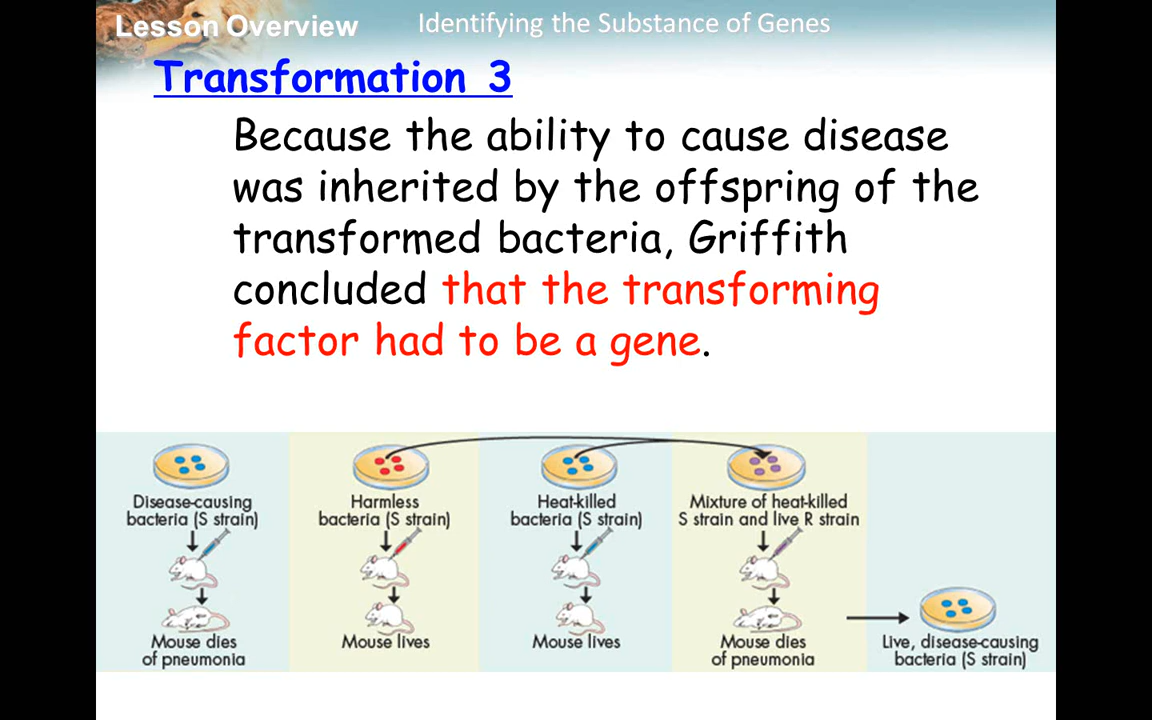 Lesson Overview
Identifying the Substance of Genes
Transformation 3
Because the ability to cause disease
was inherited by the offspring of the
transformed bacteria, Griffith
concluded that the transforming
factor had to be a gene.
Disease-causing
bacteria (S strain)
Mouse dies
of pneumonia
Harmless
bacteria (S strain)
Mouse lives
Heat-killed
bacteria (S strain)
Mouse lives
Mixture of heat-killed
S strain and live R strain
Mouse dies
of pneumonia
Live, disease-causing
bacteria (S strain)